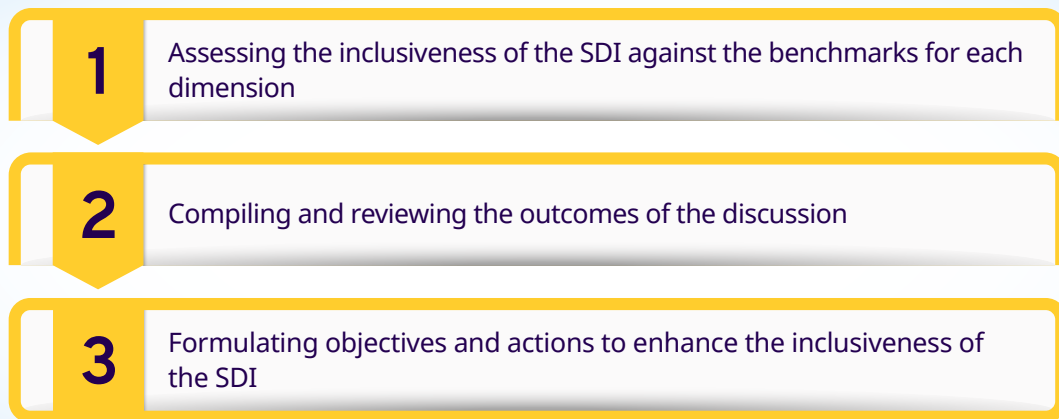 1
Assessing the inclusiveness of the SDI against the benchmarks for each
dimension
2
Compiling and reviewing the outcomes of the discussion
3
Formulating objectives and actions to enhance the inclusiveness of
the SDI